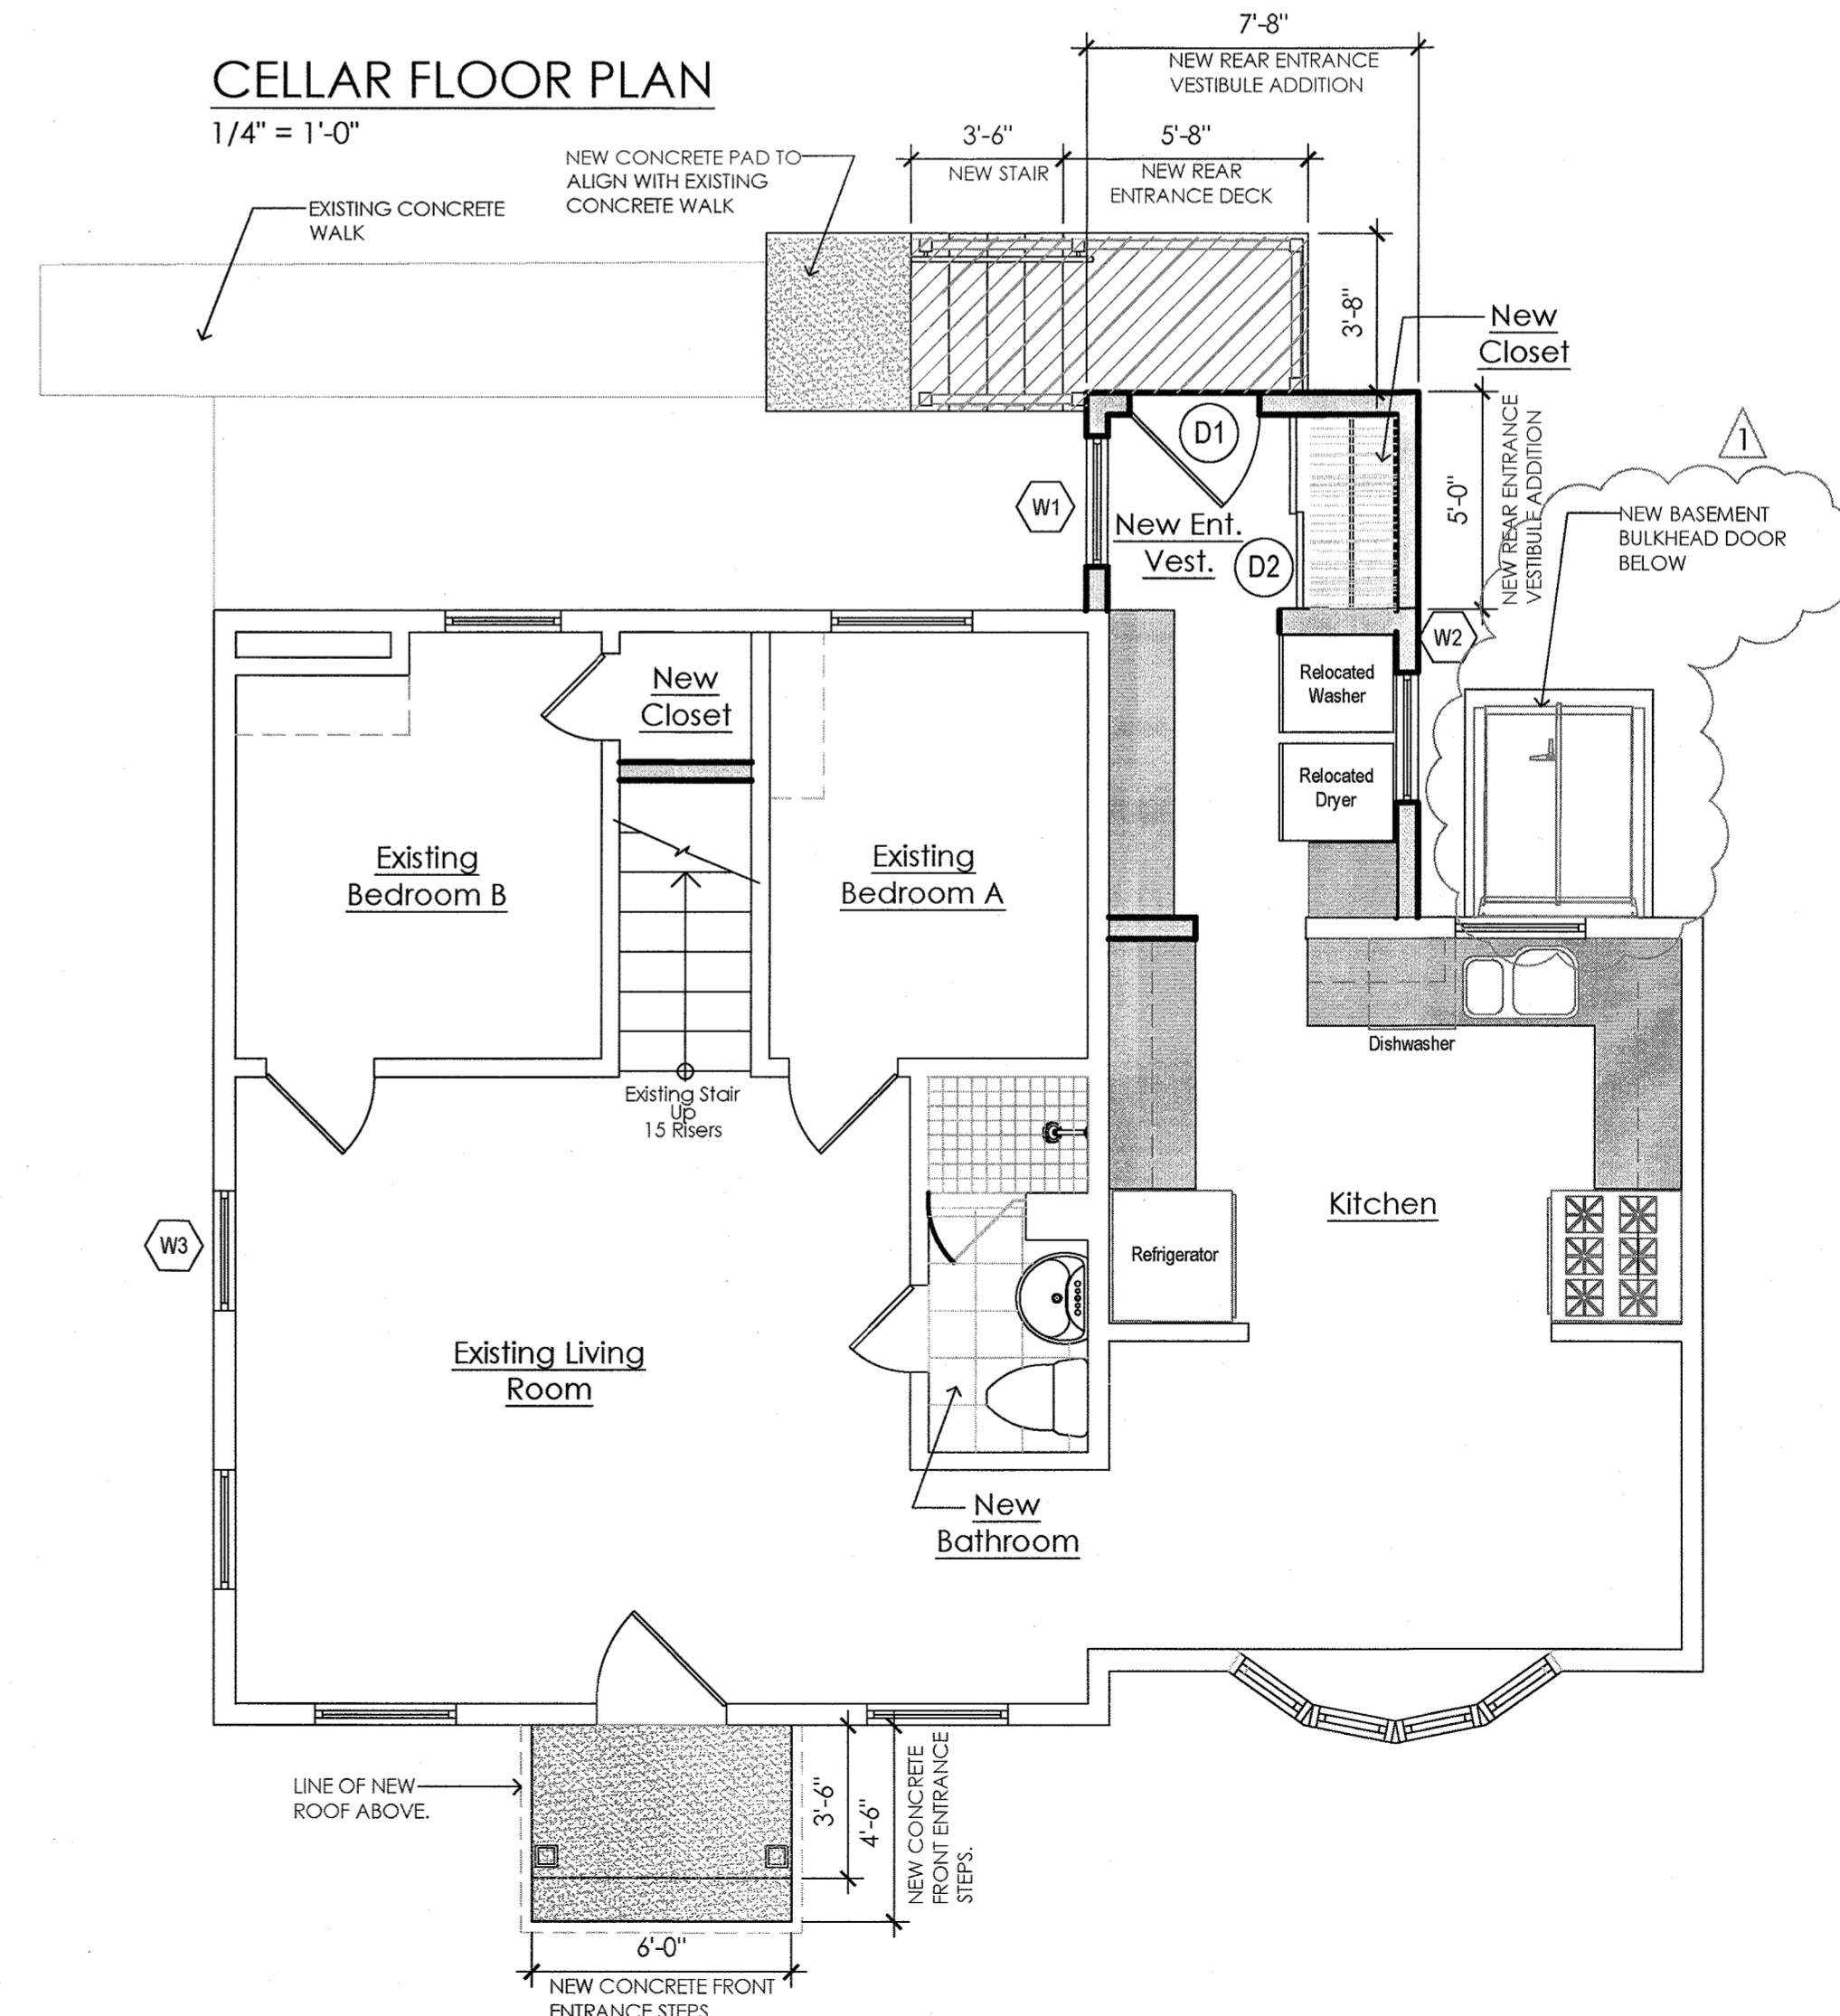 7'-8"
NEW REAR ENTRANCE
VESTIBULE ADDITION
CELLAR FLOOR PLAN
1/4" = 1'-0"
3'-6"
NEW STAIR
5'-8"
NEW REAR
ENTRANCE DECK
NEW CONCRETE PAD TO
ALIGN WITH EXISTING
CONCRETE WALK
EXISTING CONCRETE
WALK
3'-8"
New
Closet
D1
W1
New Ent.
Vest.
D2
5'-0"
NEW REAR ENTRANCE
VESTIBULE ADDITION
1
NEW BASEMENT
BULKHEAD DOOR
BELOW
W2
Relocated
Washer
Relocated
Dryer
New
Closet
Existing
Bedroom B
Existing
Bedroom A
Dishwasher
Existing Stair
Up
15 Risers
Kitchen
W3
Refrigerator
Existing Living
Room
New
Bathroom
LINE OF NEW
ROOF ABOVE.
3'-6"
4'-6"
NEW CONCRETE
FRONT ENTRANCE
STEPS.
6'-0"
NEW CONCRETE FRONT
ENTRANCE STEPS